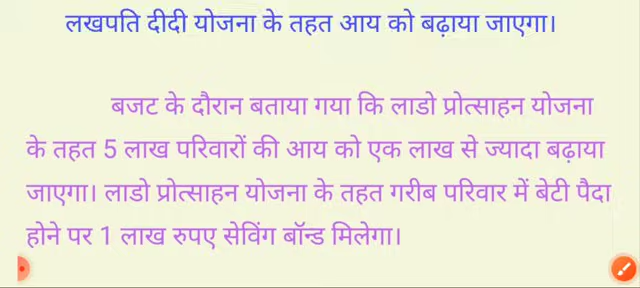 लखपति दीदी योजना के तहत आय को बढ़ाया जाएगा।
बजट के दौरान बताया गया कि लाडो प्रोत्साहन योजना
के तहत 5 लाख परिवारों की आय को एक लाख से ज्यादा बढ़ाया
जाएगा। लाडो प्रोत्साहन योजना के तहत गरीब परिवार में बेटी पैदा
होने पर 1 लाख रुपए सेविंग बॉन्ड मिलेगा।